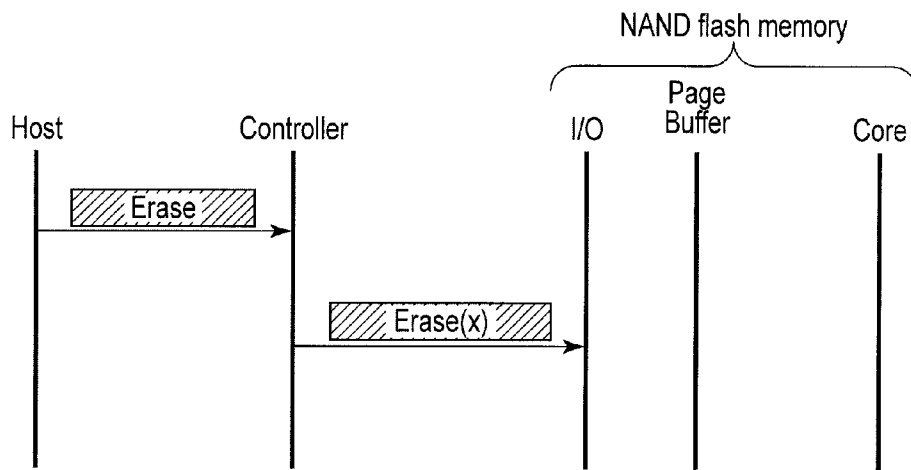 NAND flash memory
Host
Controller
I/O
Page
Buffer
Core
Erase
Erase(x)